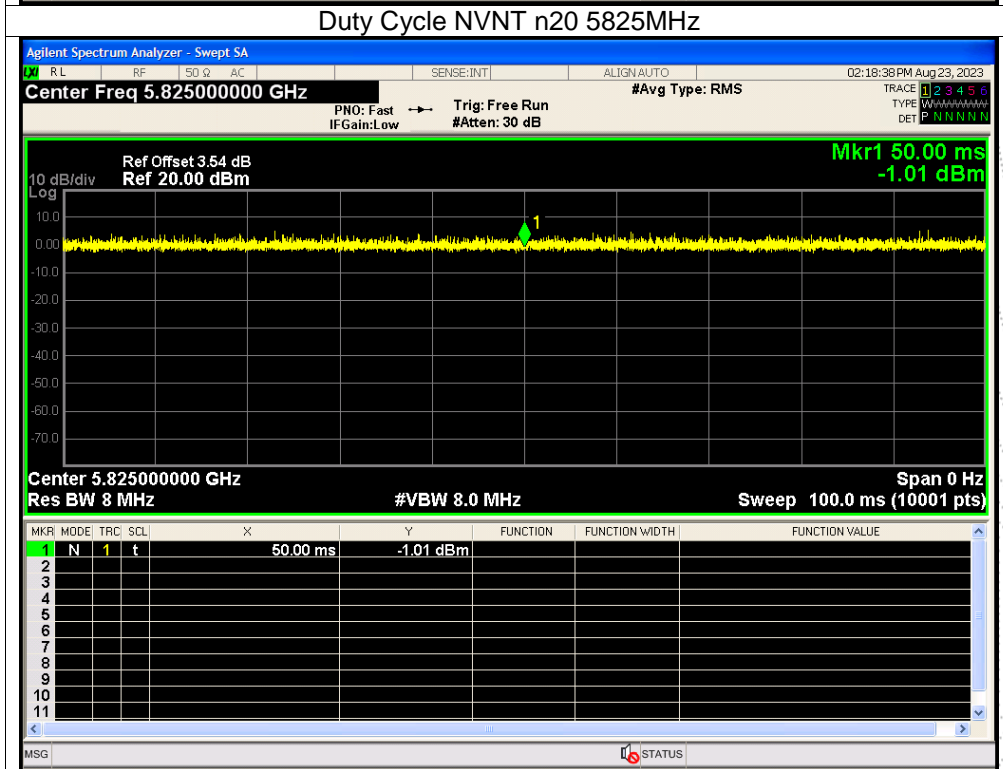 Duty Cycle NVNT n20 5825MHz
Agilent Spectrum Analyzer - Swept SA
LXI RL RF 50 Ω AC SENSE:INT ALIGN AUTO 02:18:38 PM Aug 23, 2023
Center Freq 5.825000000 GHz #Avg Type: RMS TRACE 1 2 3 4 5 6
PNO: Fast Trig: Free Run TYPE WWWWWW
IFGain:Low #Atten: 30 dB DET P N N N N N
Mkr1 50.00 ms
Ref Offset 3.54 dB
10 dB/div Ref 20.00 dBm -1.01 dBm
Log
10.0
1
0.00
-10.0
-20.0
-30.0
-40.0
-50.0
-60.0
-70.0
Center 5.825000000 GHz Span 0 Hz
Res BW 8 MHz #VBW 8.0 MHz Sweep 100.0 ms (10001 pts)
MKR MODE TRC SCL X Y FUNCTION FUNCTION WIDTH FUNCTION VALUE
1 N 1 t 50.00 ms -1.01 dBm
2
3
4
5
6
7
8
9
10
11
MSG STATUS